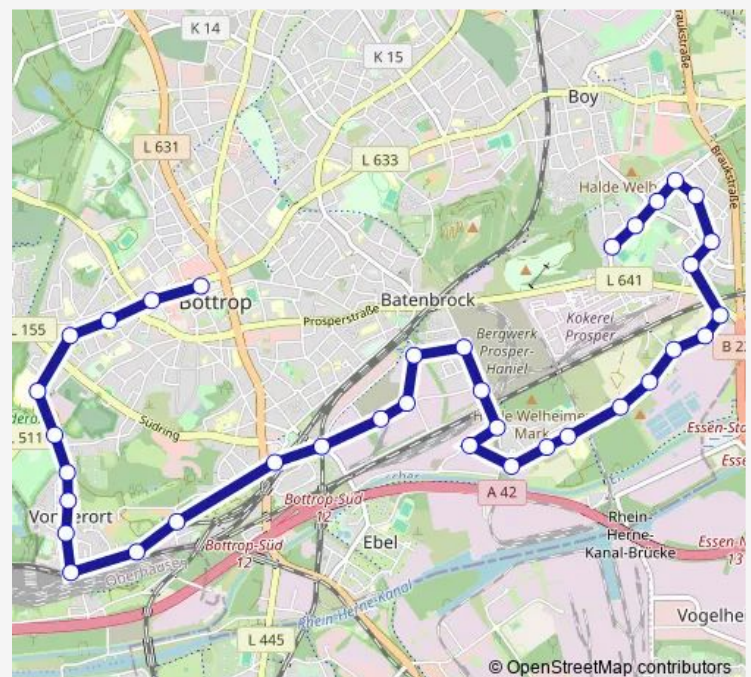 K 14
K 15
Braukstraße
Boy
L 631
L 633
Halde Welh
Braukstraße
L 641
Bottrop
Batenbrock
L 155
Prosperstraße
Kokerei
Prosper
Bergwerk
Prosper-
Haniel
B 22
L 511
Südring
Halde Welheimer
Mark
Essen-
A 42
Bottrop-Süd
12
Vor
erort
Bottrop-Süd
12
Ebel
Rhein-
Herne-
Kanal-Brücke
Essen-N
13
Oberhausen
Rhein-Herne-Kanal
L 445
Vogelhe
© OpenStreetMap contributors